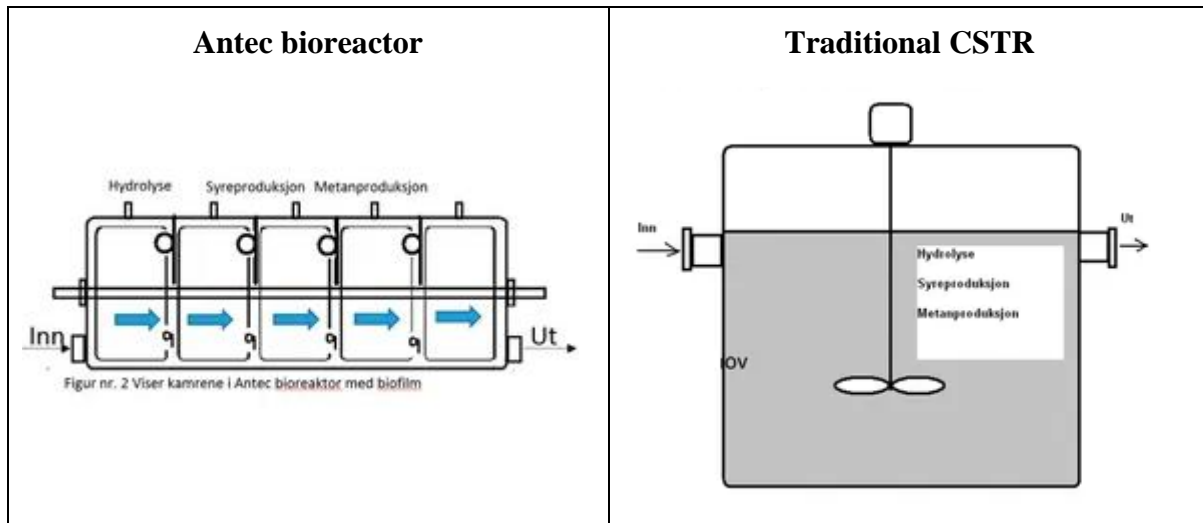 Antec bioreactor
Hydrolyse Syreproduksjon Metanproduksjon
Inn
Ut
Figur nr. 2 Viser kamrene i Antec bioreaktor med biofilm
Traditional CSTR
Inn
Ut
Hydrolyse
Syreproduksjon
Metanproduksjon
IOV